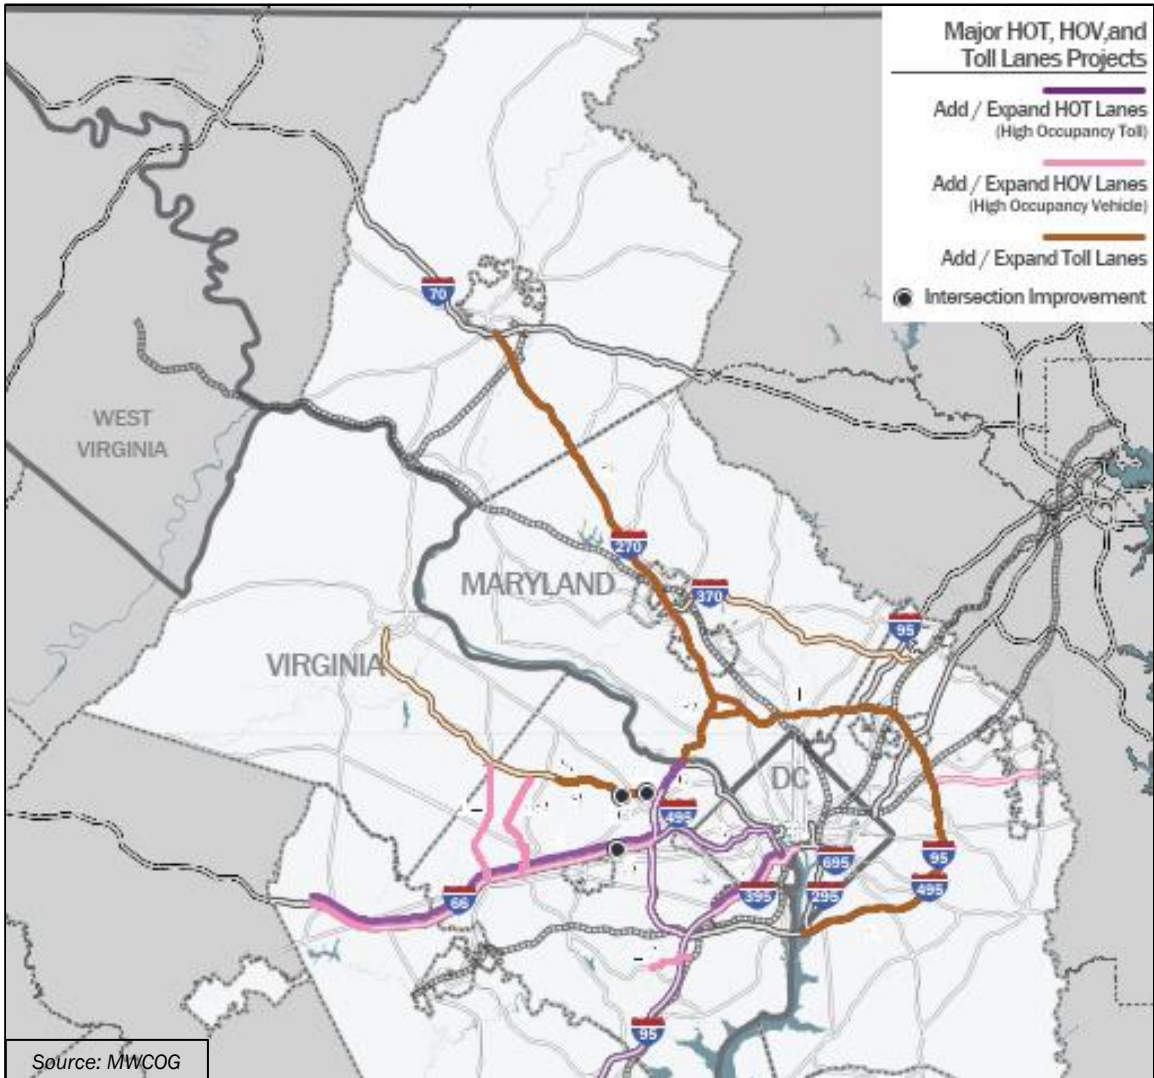 Major HOT, HOV,and
Toll Lanes Projects
Add / Expand HOT Lanes
(High Occupancy Toll)
Add / Expand HOV Lanes
(High Occupancy Vehicle)
Add / Expand Toll Lanes
Intersection Improvement
70
WEST
VIRGINIA
270
MARYLAND
370
95
VIRGINIA
DC
495
695
95
66
395
295
495
95
Source: MWCOG